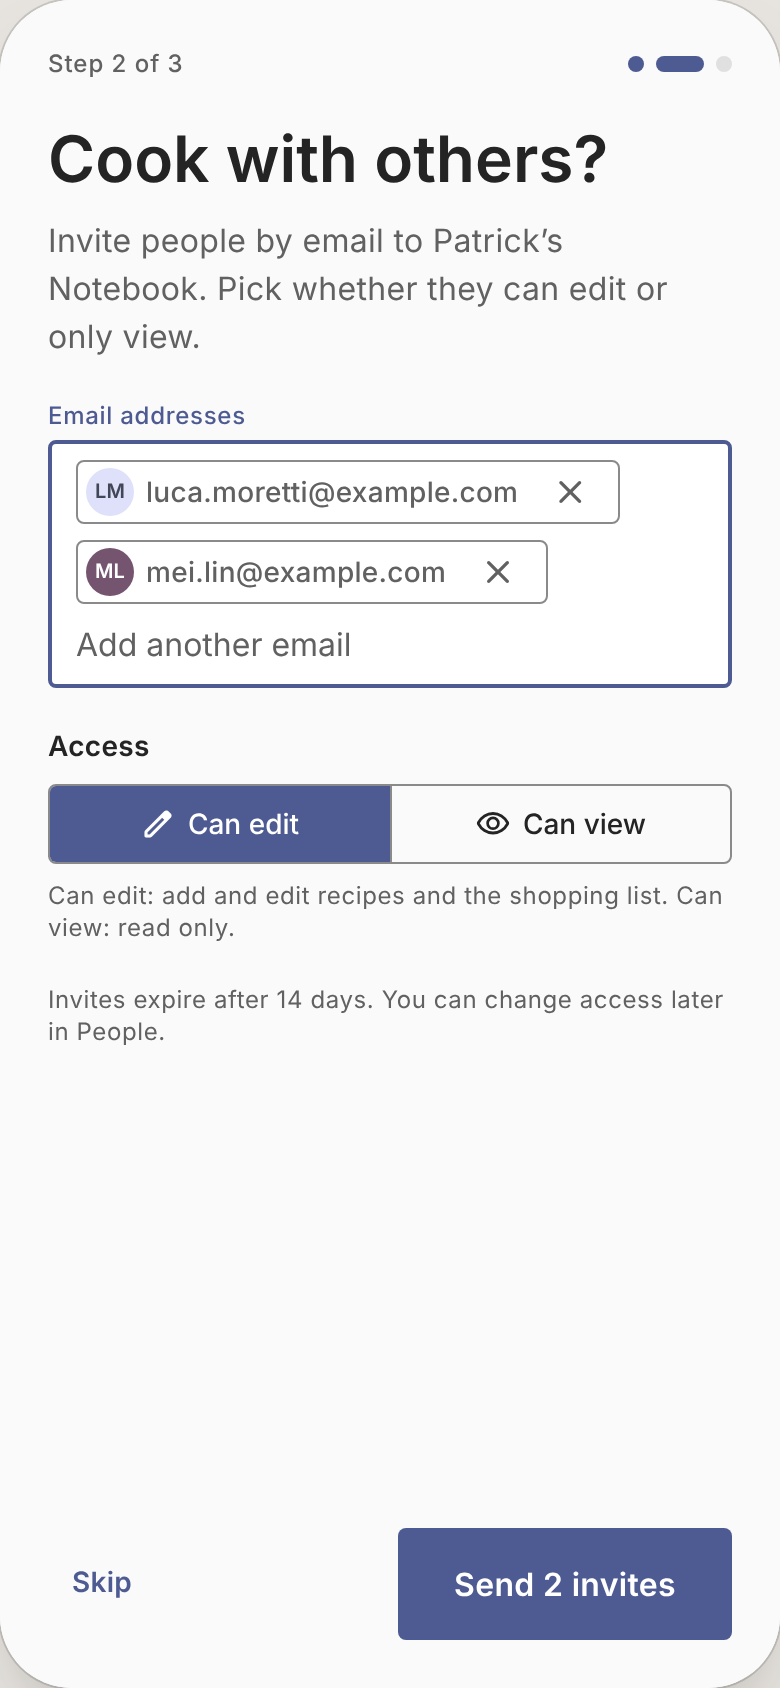 Step 2 of 3
Cook with others?
Invite people by email to Patrick’s
Notebook. Pick whether they can edit or
only view.
Email addresses
LM luca.moretti@example.com
ML mei.lin@example.com
Add another email
Access
Can edit Can view
Can edit: add and edit recipes and the shopping list. Can
view: read only.
Invites expire after 14 days. You can change access later
in People.
Skip Send 2 invites